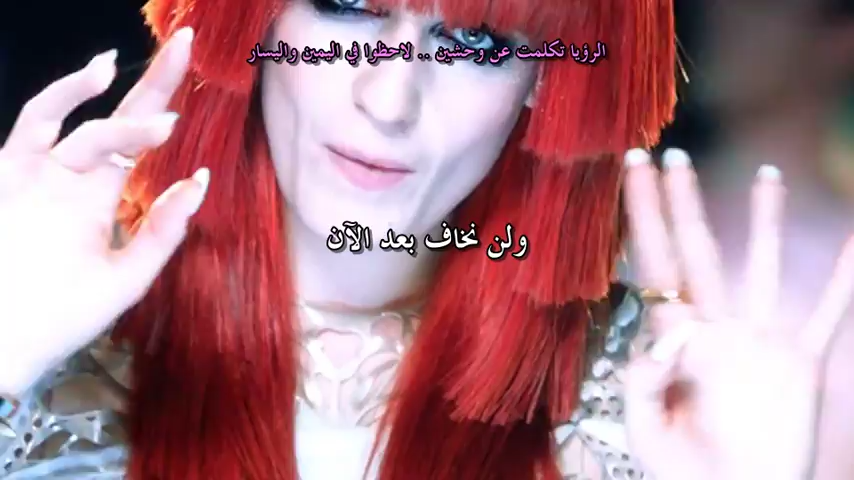 الرؤيا تكلمت عن وحشين .. لاحظوا في اليمين واليسار
ولن نخاف بعد الآن